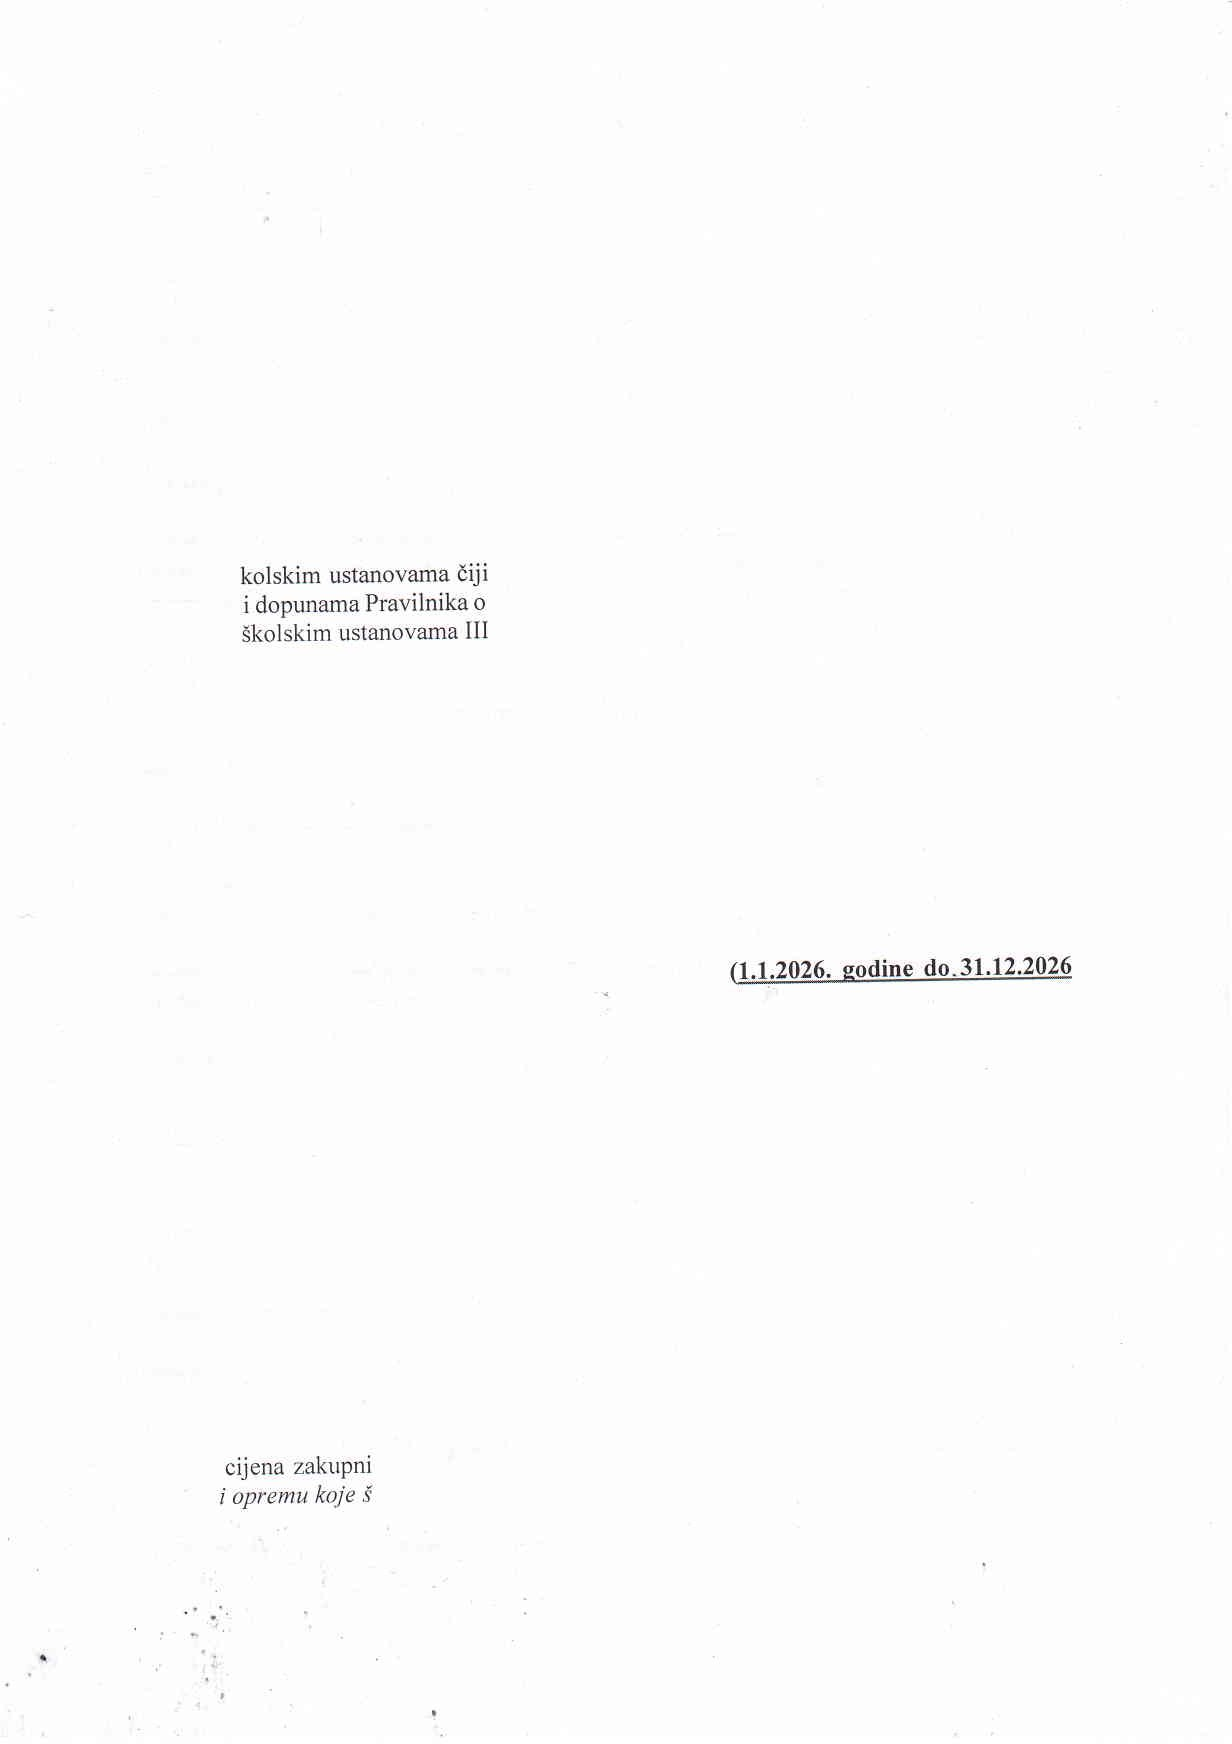 kolskim ustanovama čiji
i dopunama Pravilnika o
školskim ustanovama III
(1.1.2026. godine do.31.12.2026
cijena zakupni
i opremu koje š